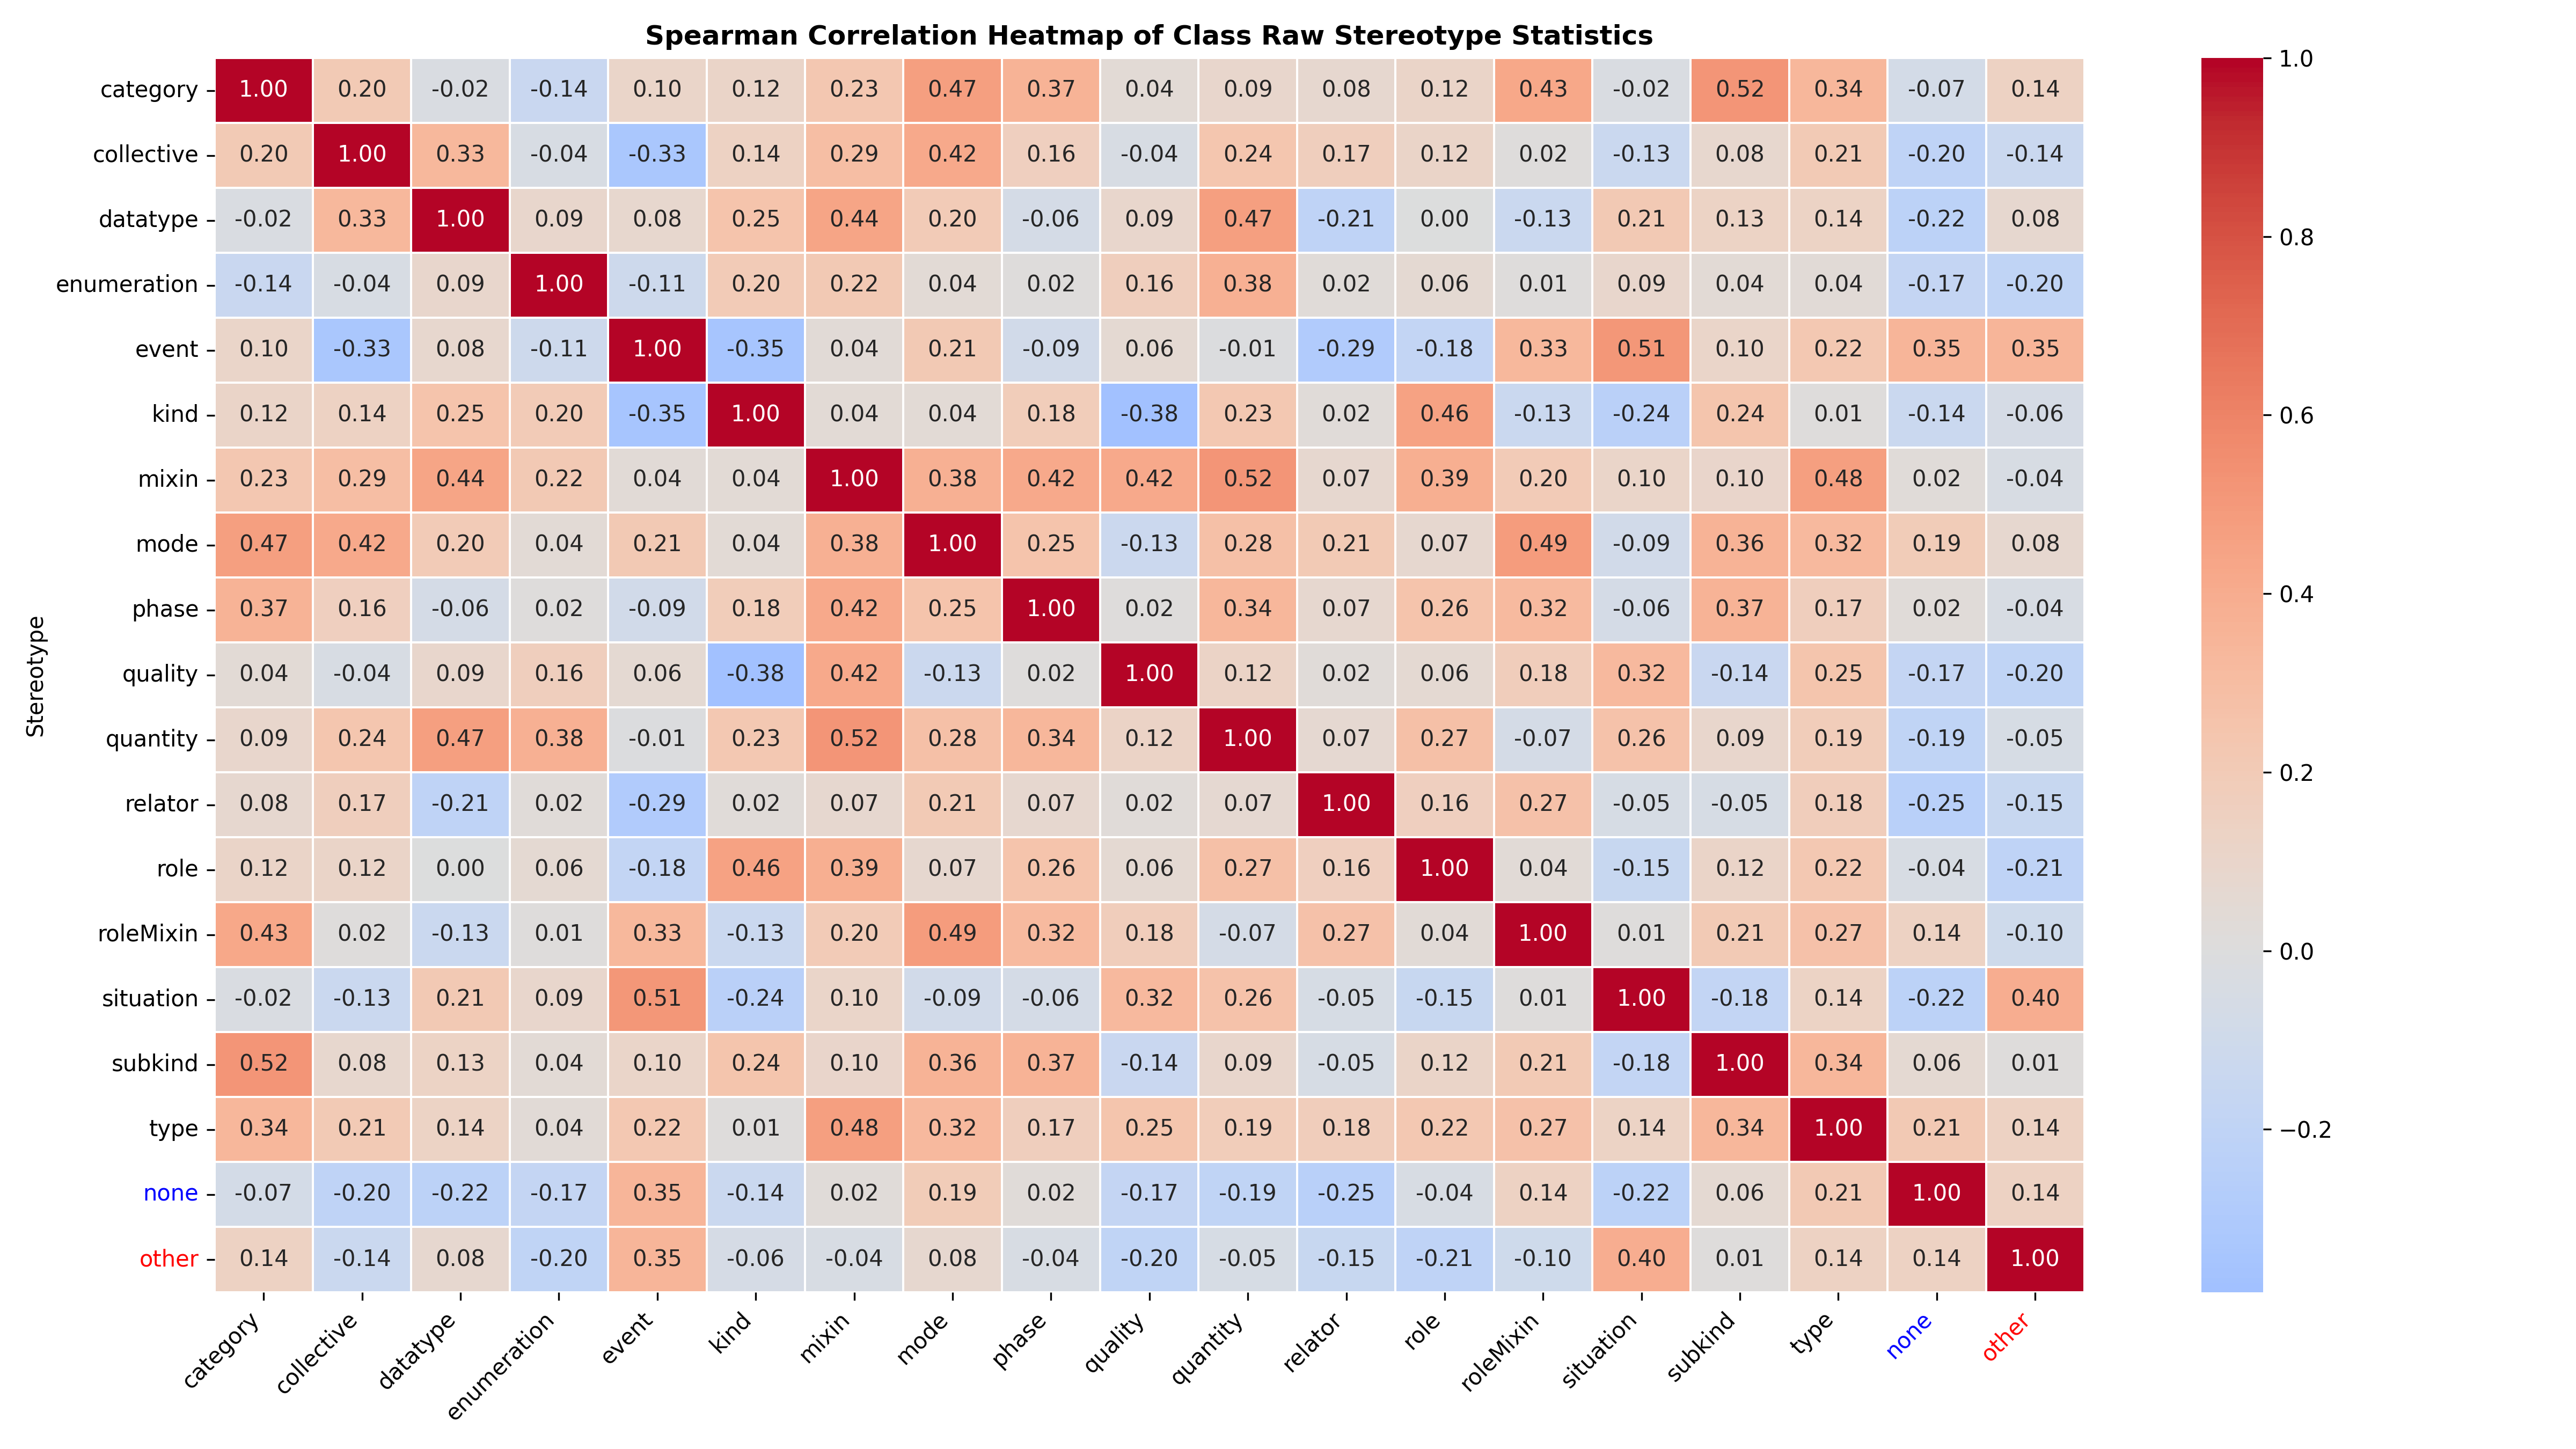 Spearman Correlation Heatmap of Class Raw Stereotype Statistics
category 1.00 0.20 -0.02 -0.14 0.10 0.12 0.23 0.47 0.37 0.04 0.09 0.08 0.12 0.43 -0.02 0.52 0.34 -0.07 0.14
collective 0.20 1.00 0.33 -0.04 -0.33 0.14 0.29 0.42 0.16 -0.04 0.24 0.17 0.12 0.02 -0.13 0.08 0.21 -0.20 -0.14
datatype -0.02 0.33 1.00 0.09 0.08 0.25 0.44 0.20 -0.06 0.09 0.47 -0.21 0.00 -0.13 0.21 0.13 0.14 -0.22 0.08
enumeration -0.14 -0.04 0.09 1.00 -0.11 0.20 0.22 0.04 0.02 0.16 0.38 0.02 0.06 0.01 0.09 0.04 0.04 -0.17 -0.20
event 0.10 -0.33 0.08 -0.11 1.00 -0.35 0.04 0.21 -0.09 0.06 -0.01 -0.29 -0.18 0.33 0.51 0.10 0.22 0.35 0.35
kind 0.12 0.14 0.25 0.20 -0.35 1.00 0.04 0.04 0.18 -0.38 0.23 0.02 0.46 -0.13 -0.24 0.24 0.01 -0.14 -0.06
mixin 0.23 0.29 0.44 0.22 0.04 0.04 1.00 0.38 0.42 0.42 0.52 0.07 0.39 0.20 0.10 0.10 0.48 0.02 -0.04
mode 0.47 0.42 0.20 0.04 0.21 0.04 0.38 1.00 0.25 -0.13 0.28 0.21 0.07 0.49 -0.09 0.36 0.32 0.19 0.08
phase 0.37 0.16 -0.06 0.02 -0.09 0.18 0.42 0.25 1.00 0.02 0.34 0.07 0.26 0.32 -0.06 0.37 0.17 0.02 -0.04
quality 0.04 -0.04 0.09 0.16 0.06 -0.38 0.42 -0.13 0.02 1.00 0.12 0.02 0.06 0.18 0.32 -0.14 0.25 -0.17 -0.20
quantity 0.09 0.24 0.47 0.38 -0.01 0.23 0.52 0.28 0.34 0.12 1.00 0.07 0.27 -0.07 0.26 0.09 0.19 -0.19 -0.05
relator 0.08 0.17 -0.21 0.02 -0.29 0.02 0.07 0.21 0.07 0.02 0.07 1.00 0.16 0.27 -0.05 -0.05 0.18 -0.25 -0.15
role 0.12 0.12 0.00 0.06 -0.18 0.46 0.39 0.07 0.26 0.06 0.27 0.16 1.00 0.04 -0.15 0.12 0.22 -0.04 -0.21
roleMixin 0.43 0.02 -0.13 0.01 0.33 -0.13 0.20 0.49 0.32 0.18 -0.07 0.27 0.04 1.00 0.01 0.21 0.27 0.14 -0.10
situation -0.02 -0.13 0.21 0.09 0.51 -0.24 0.10 -0.09 -0.06 0.32 0.26 -0.05 -0.15 0.01 1.00 -0.18 0.14 -0.22 0.40
subkind 0.52 0.08 0.13 0.04 0.10 0.24 0.10 0.36 0.37 -0.14 0.09 -0.05 0.12 0.21 -0.18 1.00 0.34 0.06 0.01
type 0.34 0.21 0.14 0.04 0.22 0.01 0.48 0.32 0.17 0.25 0.19 0.18 0.22 0.27 0.14 0.34 1.00 0.21 0.14
none -0.07 -0.20 -0.22 -0.17 0.35 -0.14 0.02 0.19 0.02 -0.17 -0.19 -0.25 -0.04 0.14 -0.22 0.06 0.21 1.00 0.14
other 0.14 -0.14 0.08 -0.20 0.35 -0.06 -0.04 0.08 -0.04 -0.20 -0.05 -0.15 -0.21 -0.10 0.40 0.01 0.14 0.14 1.00
Stereotype
category collective datatype enumeration event kind mixin mode phase quality quantity relator role roleMixin situation subkind type none other
1.0
0.8
0.6
0.4
0.2
0.0
−0.2